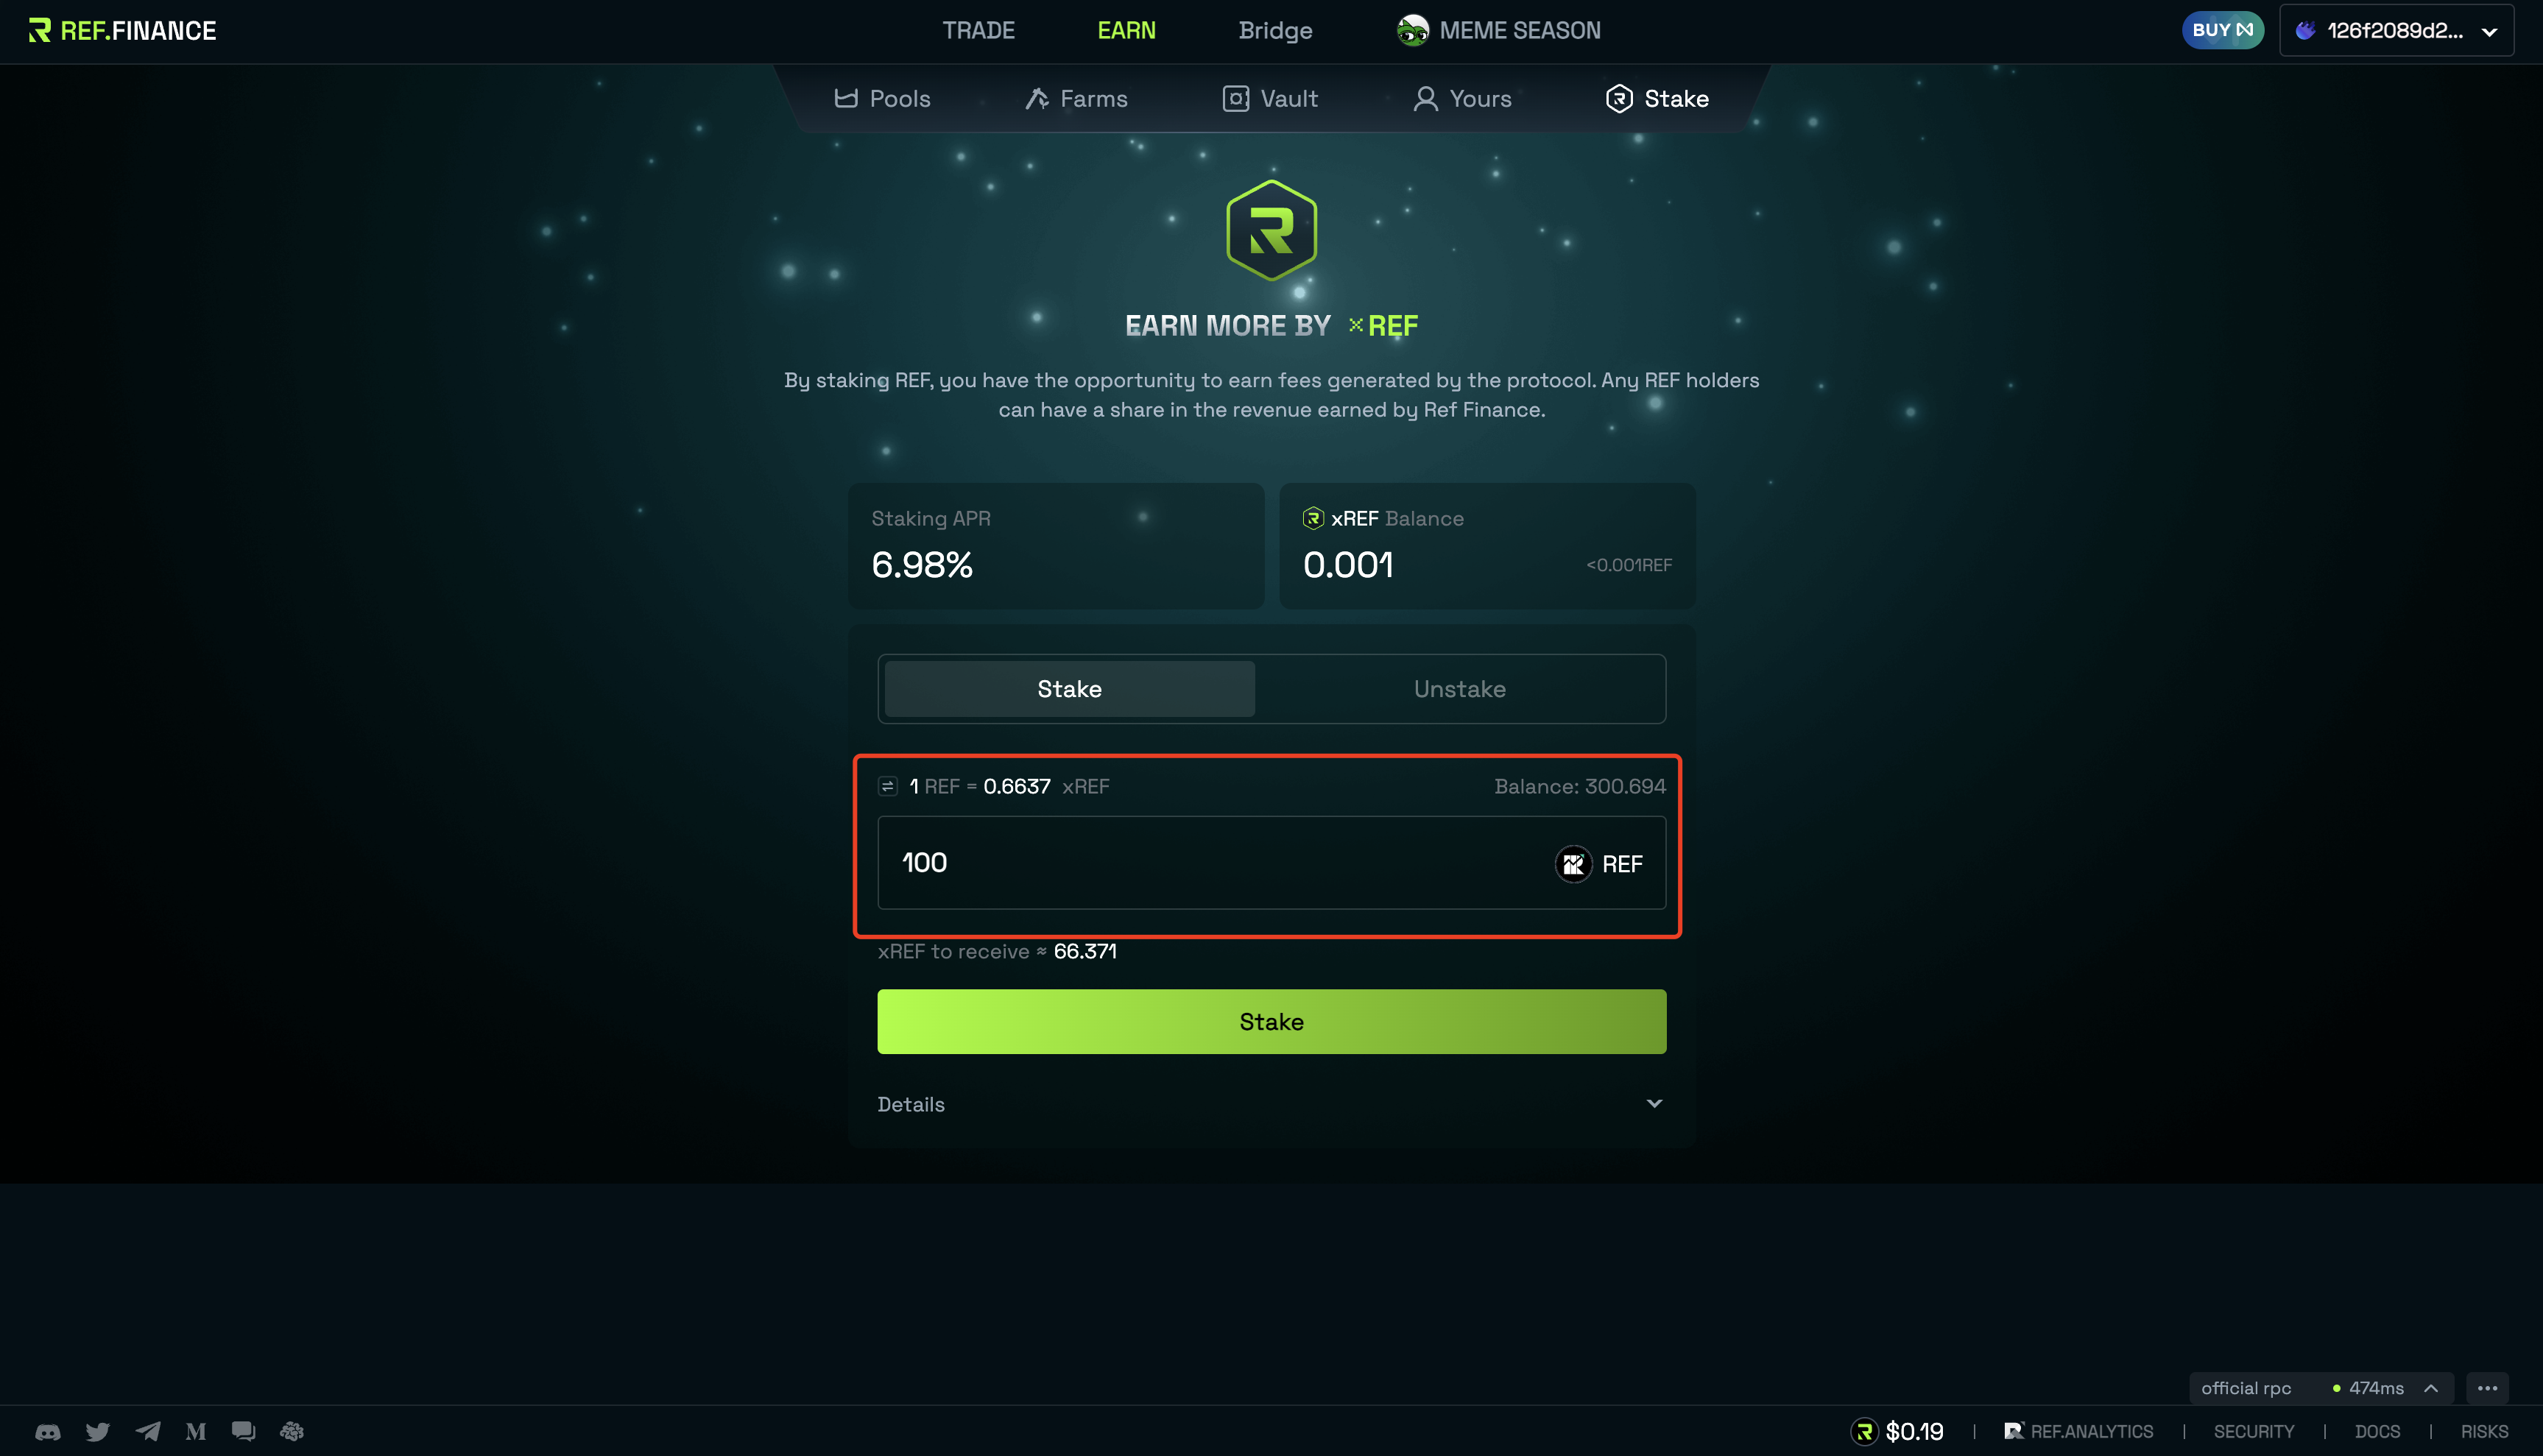 REF.FINANCE
TRADE
EARN
Bridge
MEME SEASON
BUY
126f2089d2...
Pools
Farms
Vault
Yours
Stake
EARN MORE BY xREF
By staking REF, you have the opportunity to earn fees generated by the protocol. Any REF holders
can have a share in the revenue earned by Ref Finance.
Staking APR
6.98%
xREF Balance
0.001
<0.001REF
Stake
Unstake
1 REF = 0.6637 xREF
Balance: 300.694
100
REF
xREF to receive ≈ 66.371
Stake
Details
official rpc
474ms
$0.19
REF.ANALYTICS
SECURITY
DOCS
RISKS